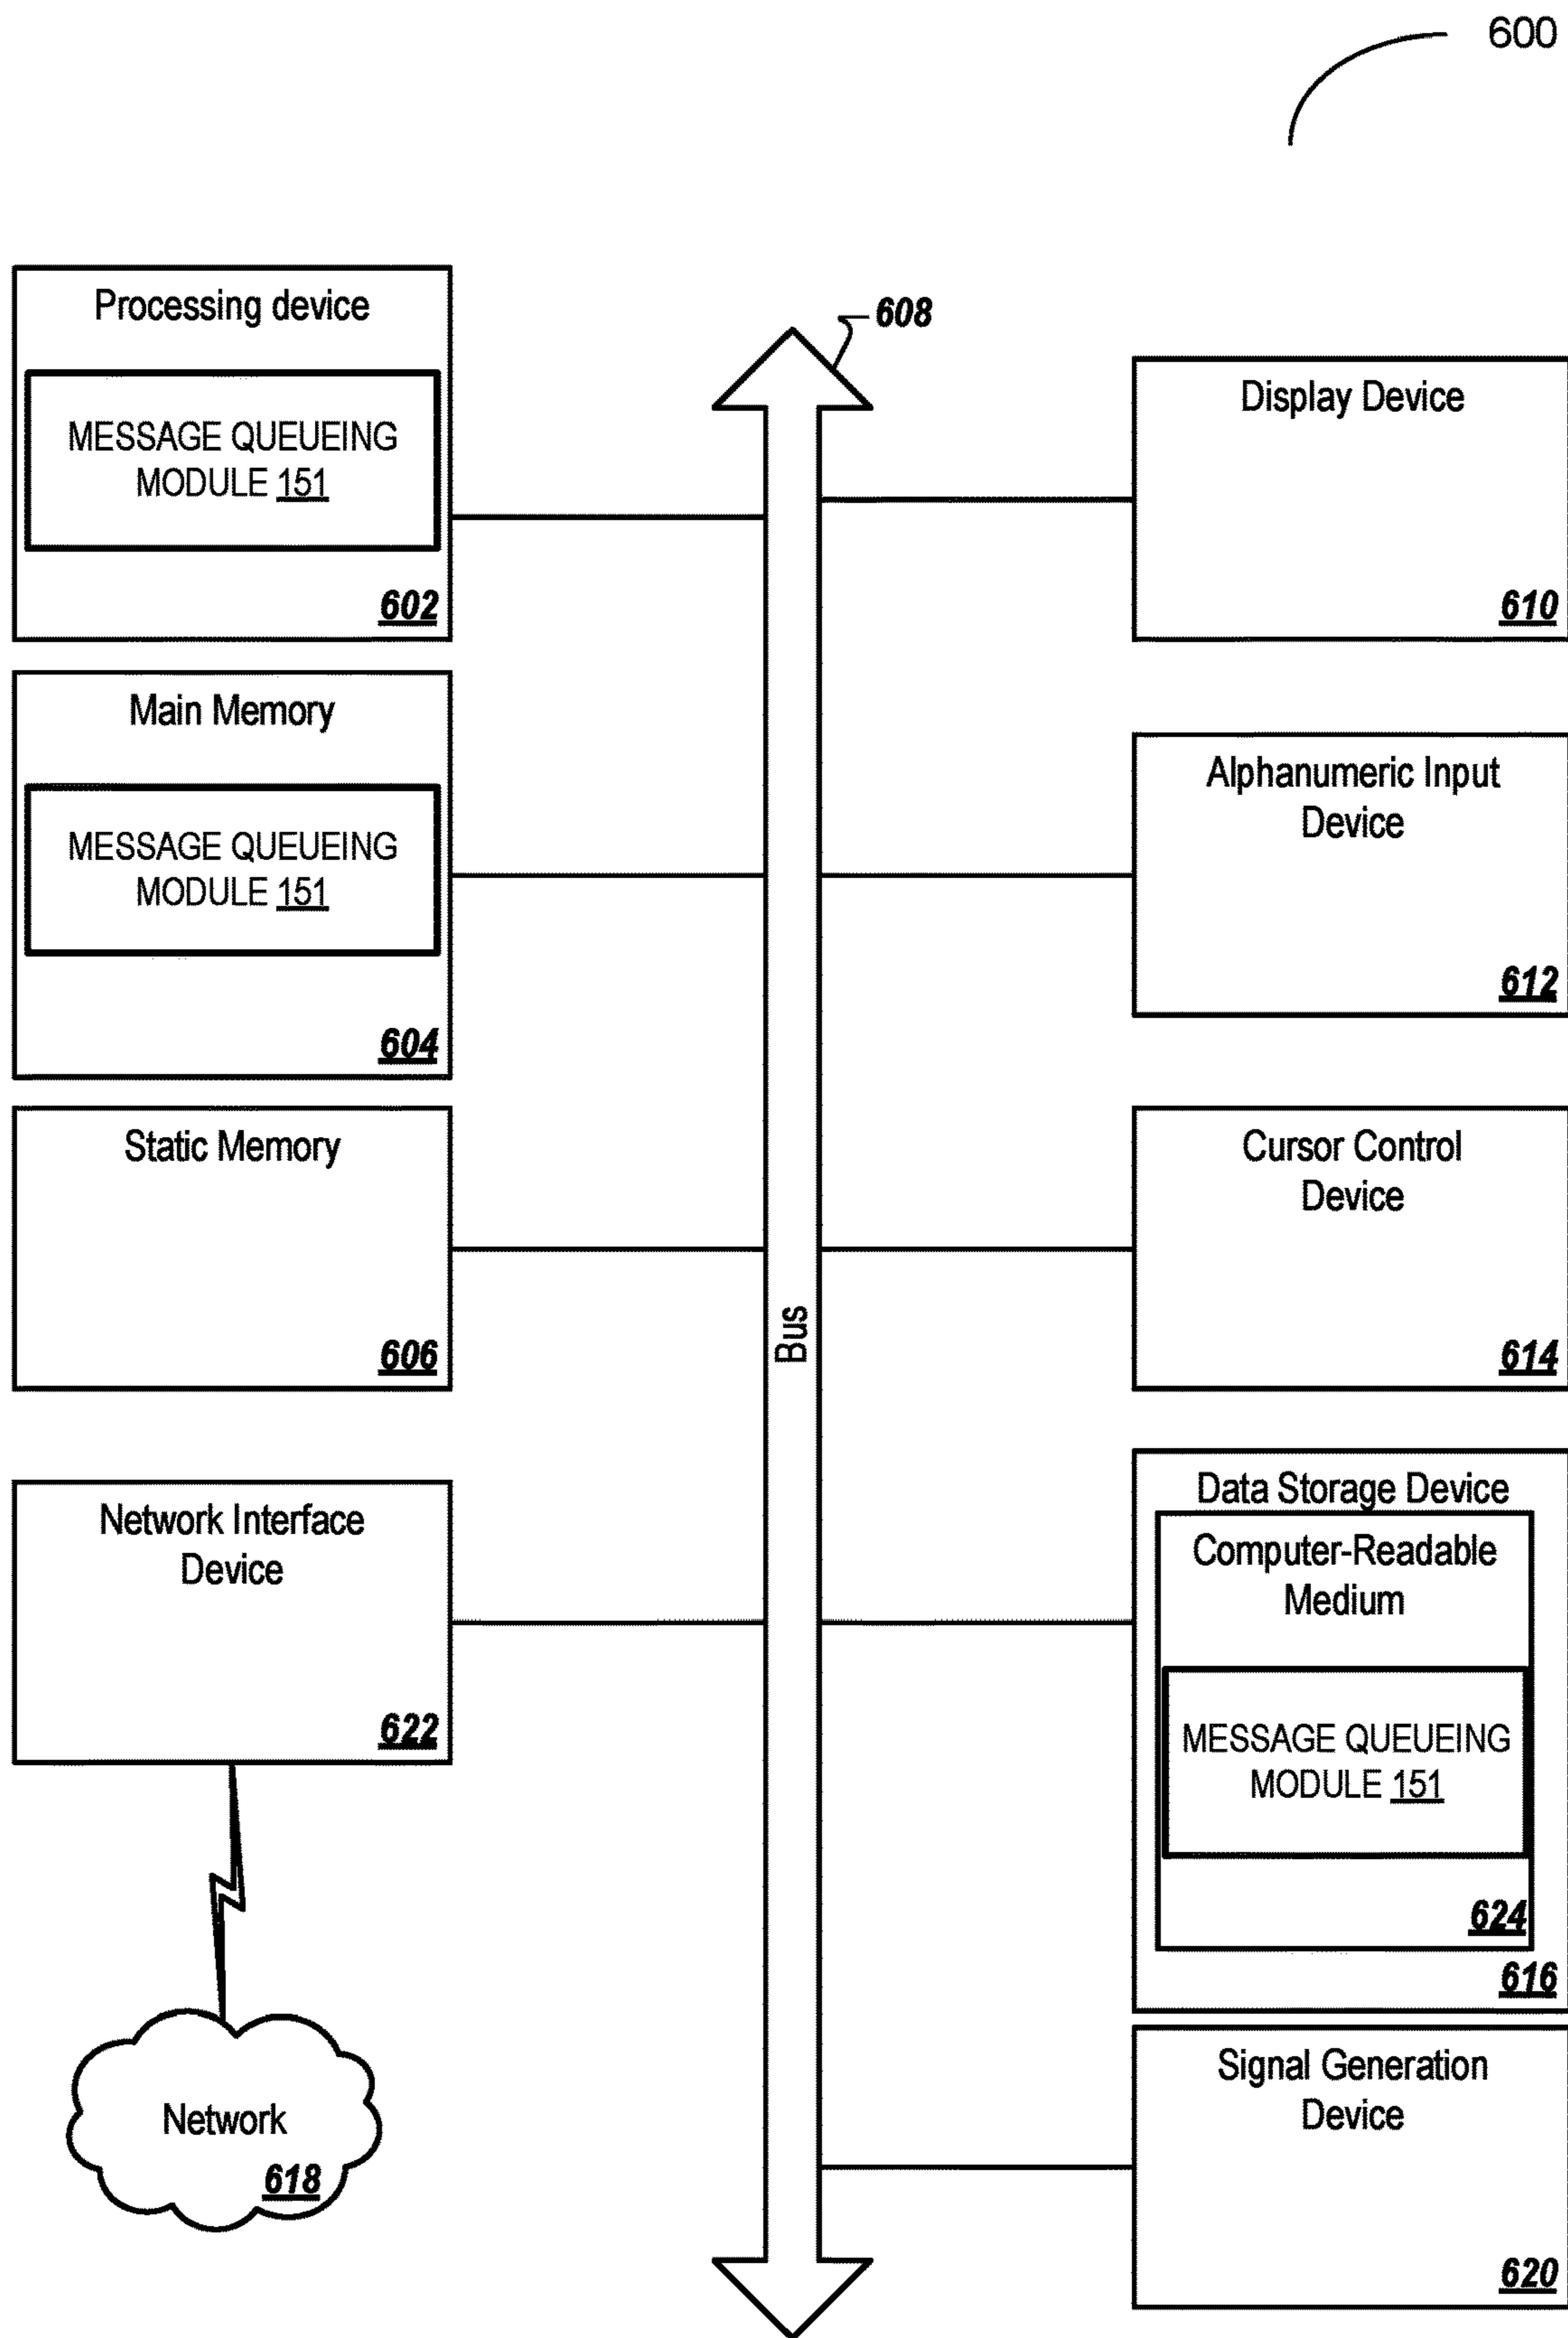 600
Processing device
MESSAGE QUEUEING
MODULE 151
602
Main Memory
MESSAGE QUEUEING
MODULE 151
604
Static Memory
606
Network Interface
Device
622
Network
618
608
Bus
Display Device
610
Alphanumeric Input
Device
612
Cursor Control
Device
614
Data Storage Device
Computer-Readable
Medium
MESSAGE QUEUEING
MODULE 151
624
616
Signal Generation
Device
620